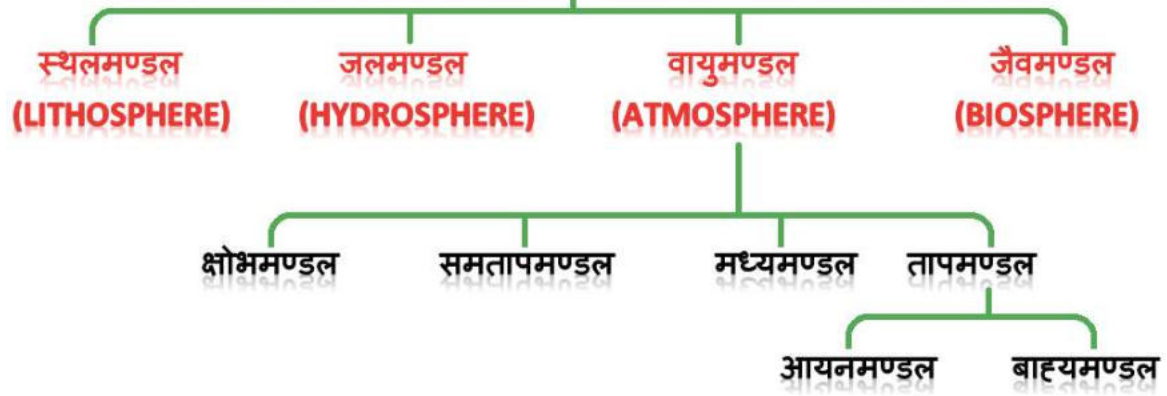 स्थलमण्डल जलमण्डल वायुमण्डल जैवमण्डल
(LITHOSPHERE) (HYDROSPHERE) (ATMOSPHERE) (BIOSPHERE)
क्षोभमण्डल समतापमण्डल मध्यमण्डल तापमण्डल
आयनमण्डल बाह्यमण्डल